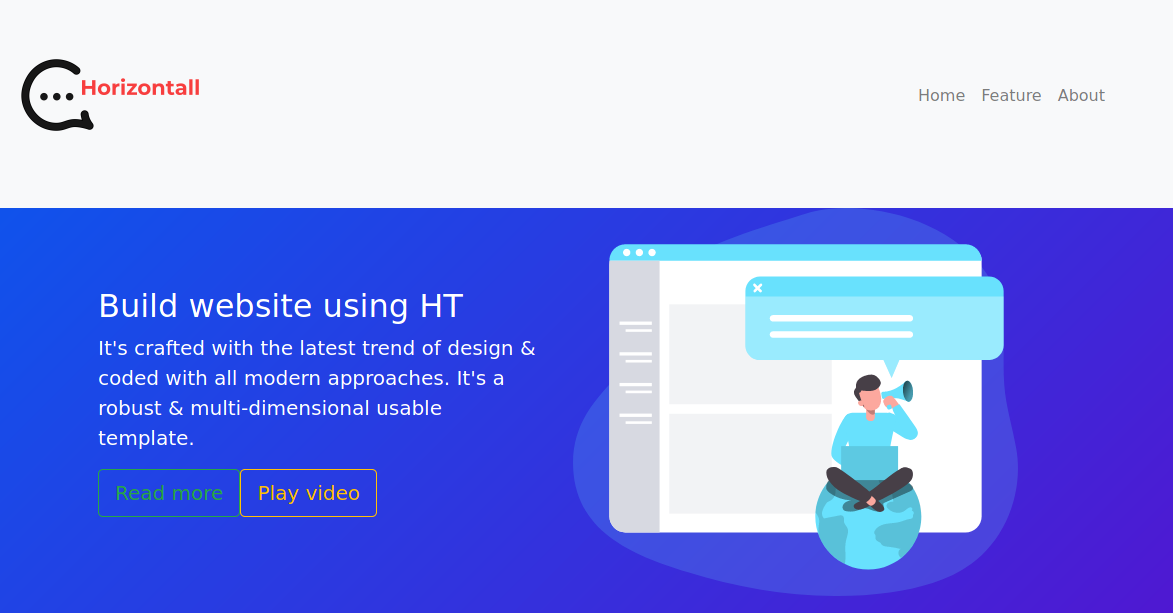 Horizontall
Home Feature About
Build website using HT
It's crafted with the latest trend of design &
coded with all modern approaches. It's a
robust & multi-dimensional usable
template.
Read more Play video